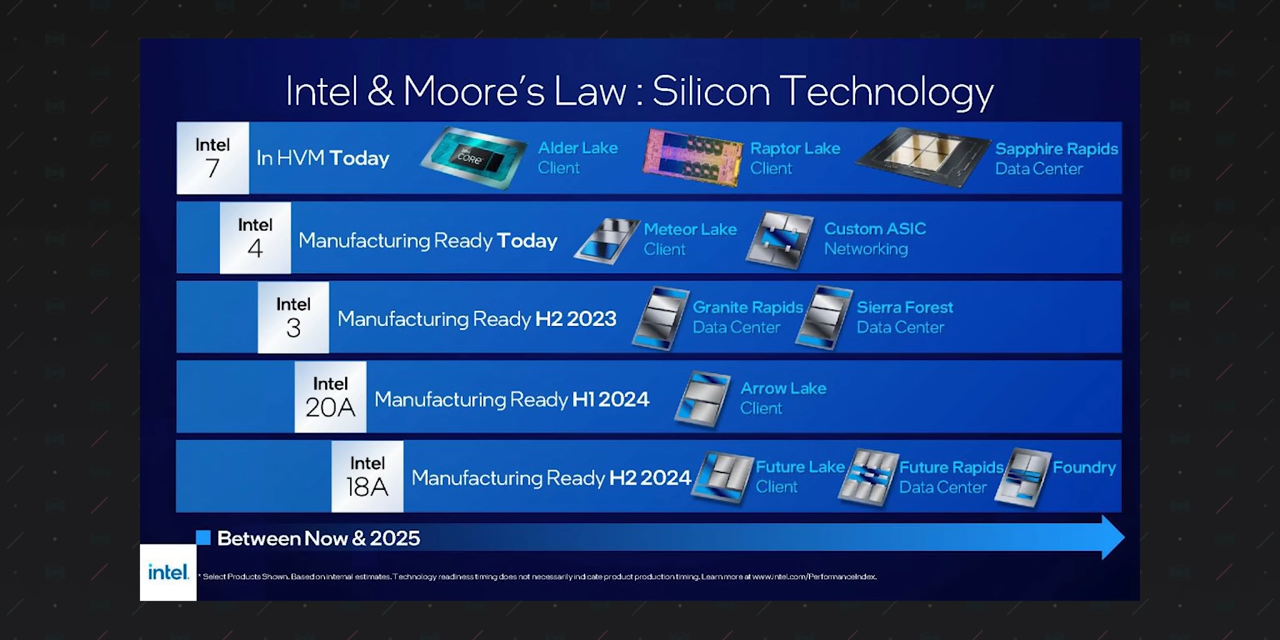 Intel & Moore's Law : Silicon Technology
Intel
7
In HVM Today
intel
CORE
Alder Lake
Client
Raptor Lake
Client
Sapphire Rapids
Data Center
Intel
4
Manufacturing Ready Today
Meteor Lake
Client
Custom ASIC
Networking
Intel
3
Manufacturing Ready H2 2023
Granite Rapids
Data Center
Sierra Forest
Data Center
Intel
20A
Manufacturing Ready H1 2024
Arrow Lake
Client
Intel
18A
Manufacturing Ready H2 2024
Future Lake
Client
Future Rapids
Data Center
Foundry
Between Now & 2025
intel.
* Select Products Shown. Based on internal estimates. Technology readiness timing does not necessarily indicate product production timing. Learn more at www.intel.com/PerformanceIndex.